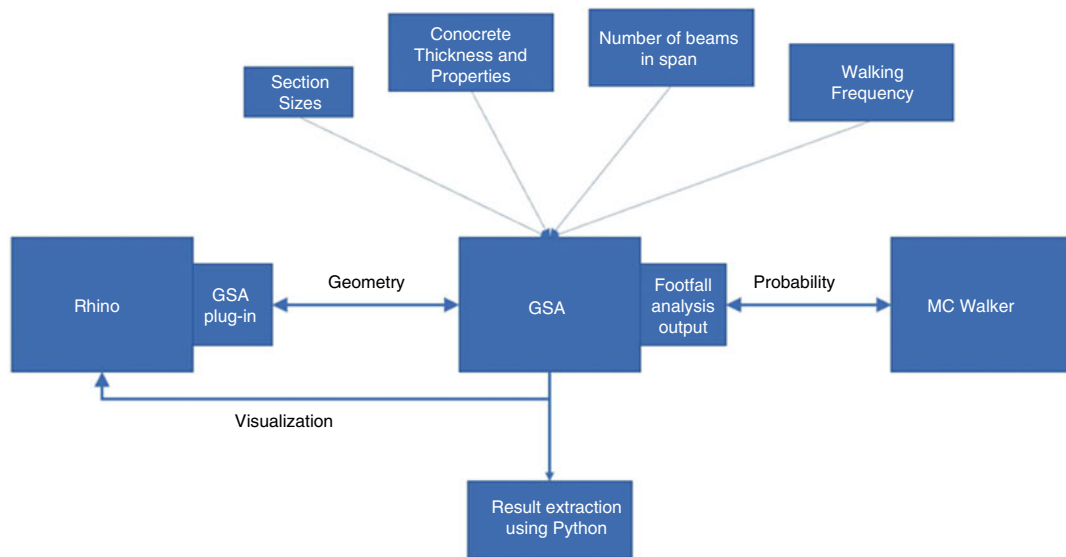 Section
Sizes
Conocrete
Thickness and
Properties
Number of beams
in span
Walking
Frequency
Rhino
GSA
plug-in
Geometry
GSA
Footfall
analysis
output
Probability
MC Walker
Visualization
Result extraction
using Python